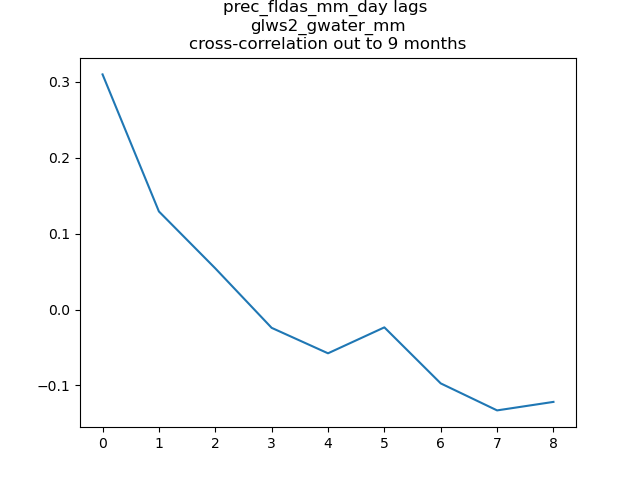 prec_fldas_mm_day lags
glws2_gwater_mm
cross-correlation out to 9 months
0.3
0.2
0.1
0.0
−0.1
0 1 2 3 4 5 6 7 8